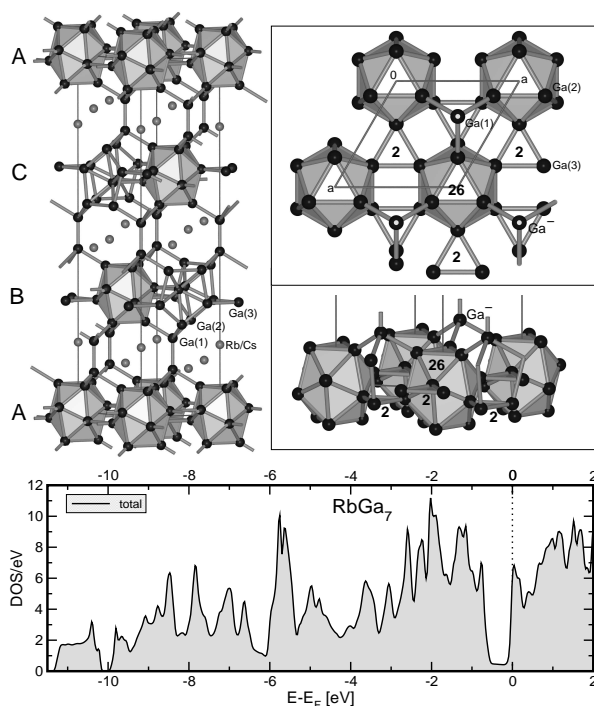 A
C
B
A
Ga(3)
Ga(2)
Ga(1)
Rb/Cs
0
a
Ga(2)
Ga(1)
2
2
Ga(3)
a
26
Ga⁻
2
Ga⁻
26
2
2
2
-10 -8 -6 -4 -2 0 2
12
10
8
6
4
2
0
DOS/eV
total
RbGa₇
-10 -8 -6 -4 -2 0 2
E-E_F [eV]